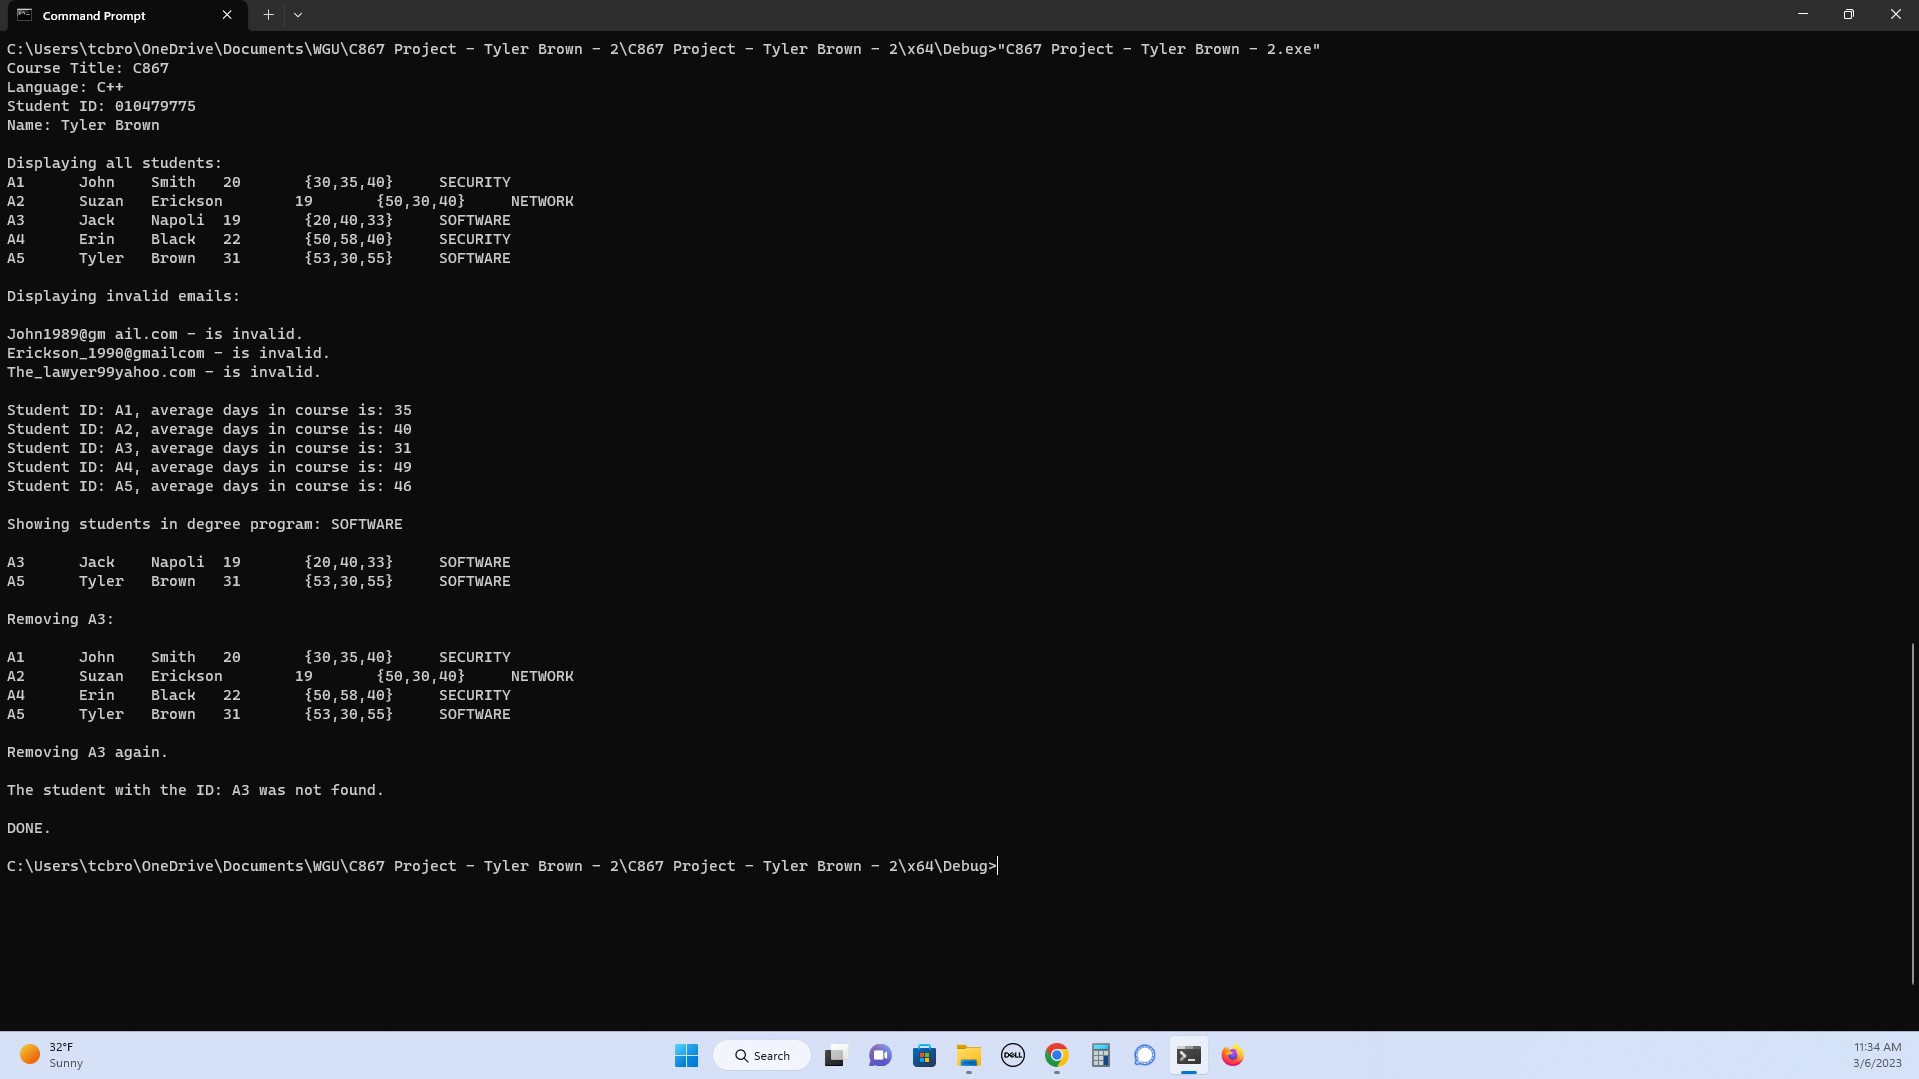 Command Prompt
C:\Users\tcbro\OneDrive\Documents\WGU\C867 Project - Tyler Brown - 2\C867 Project - Tyler Brown - 2\x64\Debug>"C867 Project - Tyler Brown - 2.exe"
Course Title: C867
Language: C++
Student ID: 010479775
Name: Tyler Brown
Displaying all students:
A1 John Smith 20 {30,35,40} SECURITY
A2 Suzan Erickson 19 {50,30,40} NETWORK
A3 Jack Napoli 19 {20,40,33} SOFTWARE
A4 Erin Black 22 {50,58,40} SECURITY
A5 Tyler Brown 31 {53,30,55} SOFTWARE
Displaying invalid emails:
John1989@gm ail.com - is invalid.
Erickson_1990@gmailcom - is invalid.
The_lawyer99yahoo.com - is invalid.
Student ID: A1, average days in course is: 35
Student ID: A2, average days in course is: 40
Student ID: A3, average days in course is: 31
Student ID: A4, average days in course is: 49
Student ID: A5, average days in course is: 46
Showing students in degree program: SOFTWARE
A3 Jack Napoli 19 {20,40,33} SOFTWARE
A5 Tyler Brown 31 {53,30,55} SOFTWARE
Removing A3:
A1 John Smith 20 {30,35,40} SECURITY
A2 Suzan Erickson 19 {50,30,40} NETWORK
A4 Erin Black 22 {50,58,40} SECURITY
A5 Tyler Brown 31 {53,30,55} SOFTWARE
Removing A3 again.
The student with the ID: A3 was not found.
DONE.
C:\Users\tcbro\OneDrive\Documents\WGU\C867 Project - Tyler Brown - 2\C867 Project - Tyler Brown - 2\x64\Debug>
32°F
Sunny
Search
DELL
11:34 AM
3/6/2023